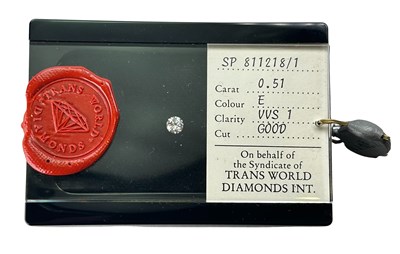 TRANS WORLD
DIAMONDS
SP 811218/1
Carat 0.51
Colour E
Clarity VVS 1
Cut GOOD
On behalf of
the Syndicate of
TRANS WORLD
DIAMONDS INT.